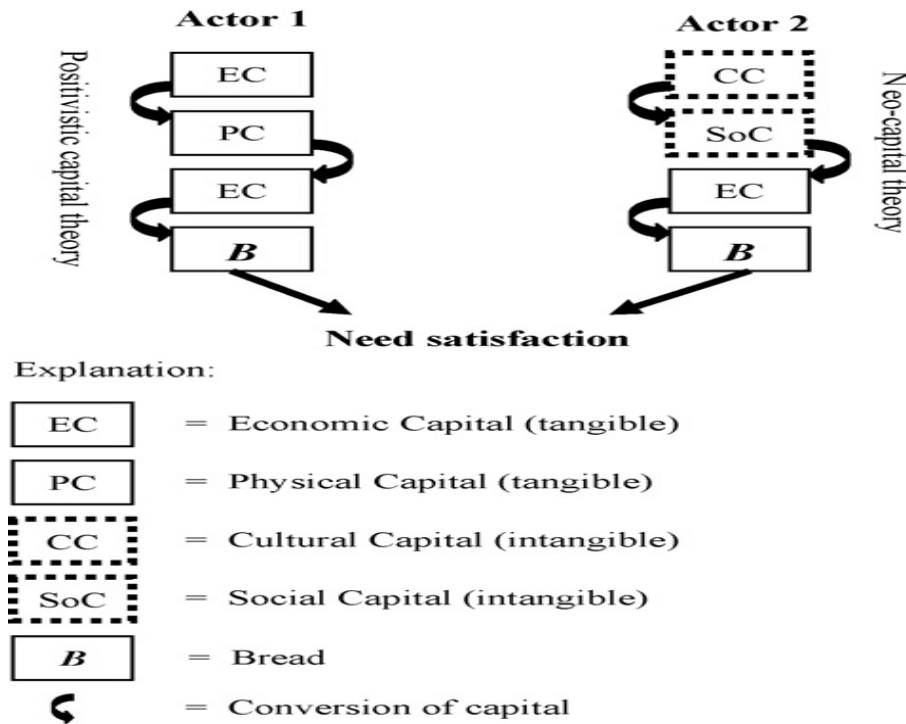 Actor 1
Actor 2
Positivistic capital theory
EC
PC
EC
B
CC
SoC
EC
B
Neo-capital theory
Need satisfaction
Explanation:
EC = Economic Capital (tangible)
PC = Physical Capital (tangible)
CC = Cultural Capital (intangible)
SoC = Social Capital (intangible)
B = Bread
= Conversion of capital